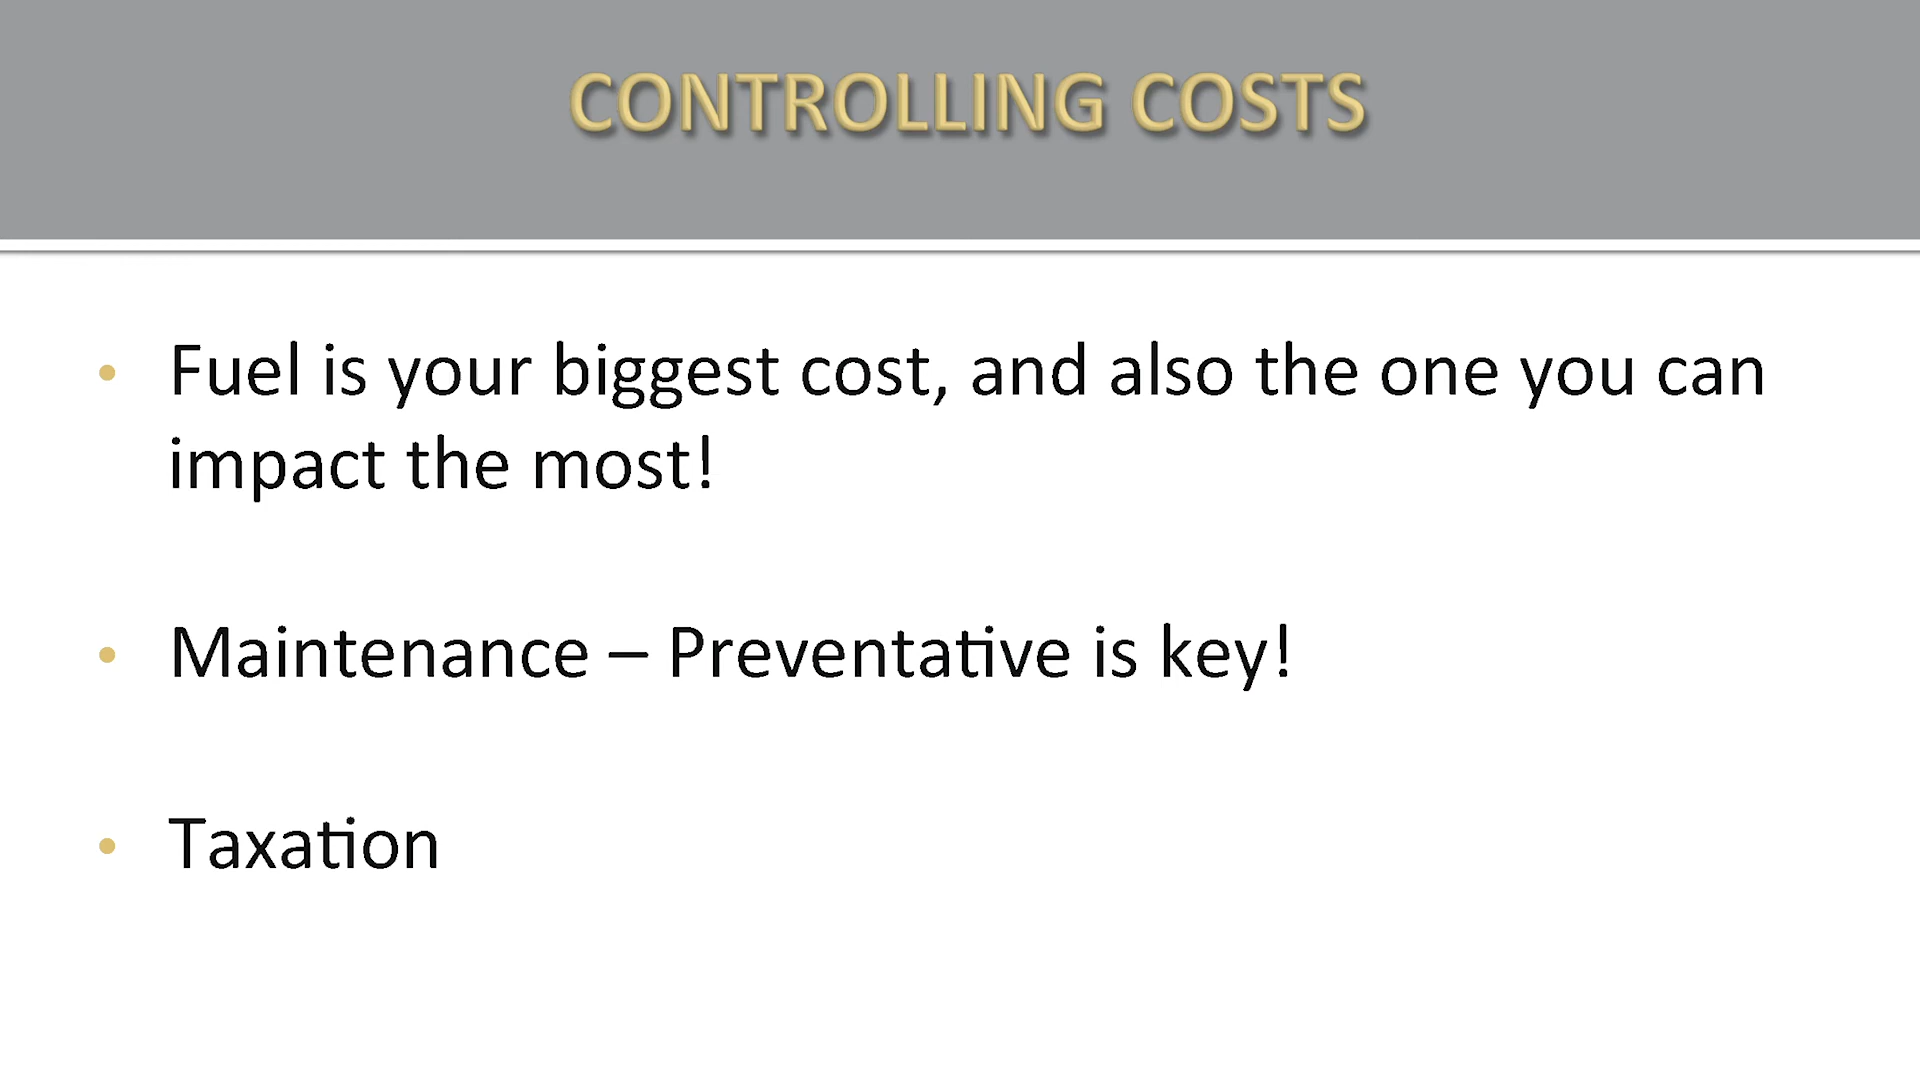 CONTROLLING COSTS
• Fuel is your biggest cost, and also the one you can
impact the most!
• Maintenance – Preventative is key!
• Taxation